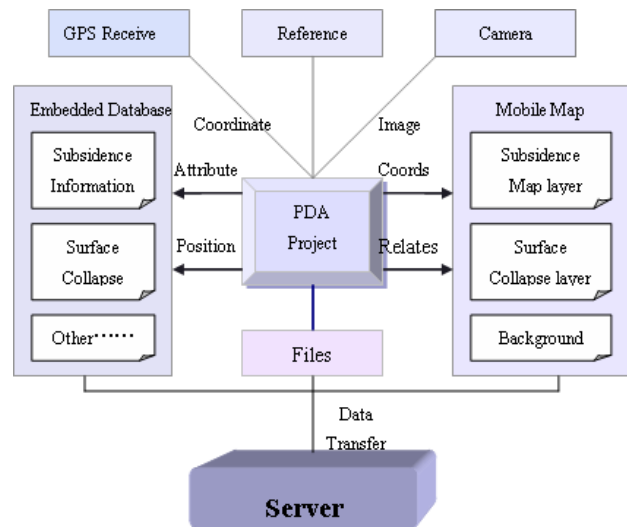 GPS Receive
Reference
Camera
Embedded Database
Mobile Map
Coordinate
Image
Subsidence
Information
Attribute
Coords
Subsidence
Map layer
PDA
Project
Surface
Collapse
Position
Relates
Surface
Collapse layer
Other······
Files
Background
Data
Transfer
Server